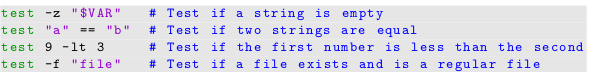 test -z "$VAR"   # Test if a string is empty
test "a" == "b"  # Test if two strings are equal
test 9 -lt 3     # Test if the first number is less than the second
test -f "file"   # Test if a file exists and is a regular file